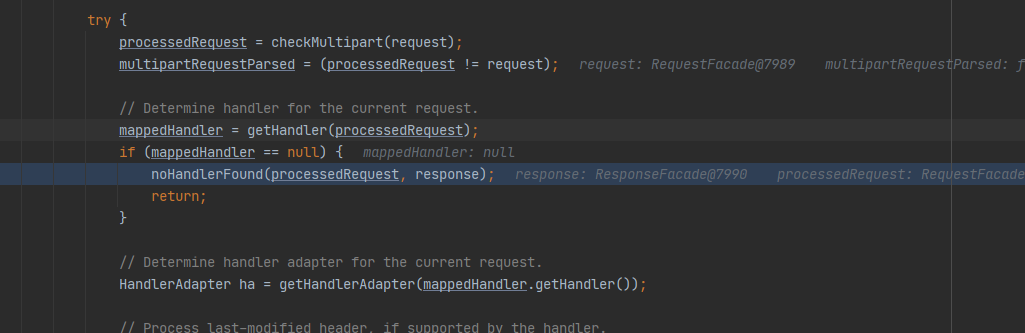 try {
processedRequest = checkMultipart(request);
multipartRequestParsed = (processedRequest != request);   request: RequestFacade@7989   multipartRequestParsed: f
// Determine handler for the current request.
mappedHandler = getHandler(processedRequest);
if (mappedHandler == null) {   mappedHandler: null
noHandlerFound(processedRequest, response);   response: ResponseFacade@7990   processedRequest: RequestFacade
return;
}
// Determine handler adapter for the current request.
HandlerAdapter ha = getHandlerAdapter(mappedHandler.getHandler());
// Process last-modified header, if supported by the handler.